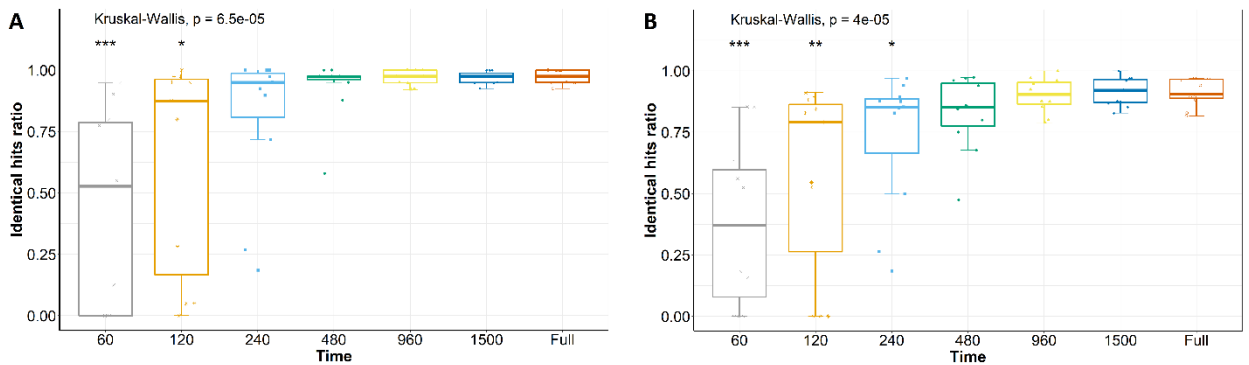 A
Kruskal-Wallis, p = 6.5e-05
*** *
1.00
0.75
0.50
0.25
0.00
Identical hits ratio
60 120 240 480 960 1500 Full
Time
B
Kruskal-Wallis, p = 4e-05
*** ** *
1.00
0.75
0.50
0.25
0.00
Identical hits ratio
60 120 240 480 960 1500 Full
Time